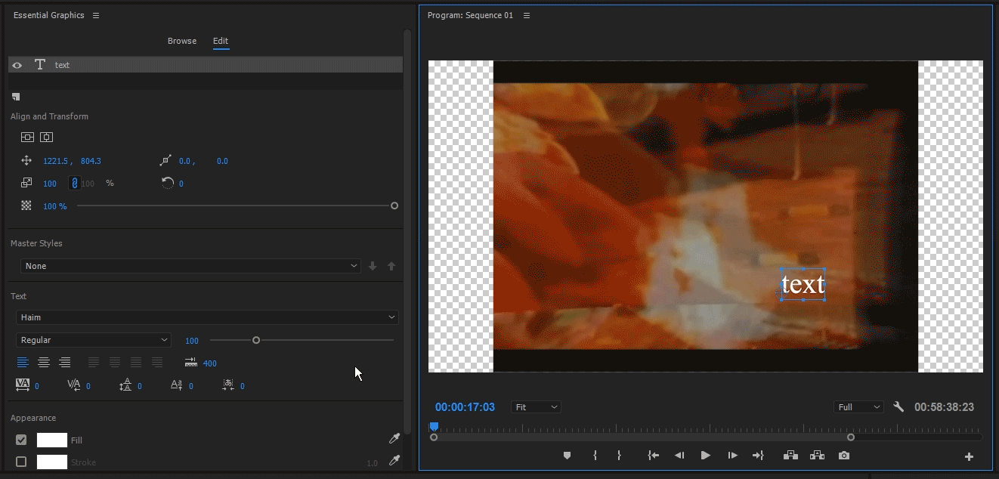 Essential Graphics
Program: Sequence 01
Browse Edit
text
Align and Transform
1221.5 , 804.3 0.0 , 0.0
100 100 % 0
100 %
Master Styles
None
Text
Haim
Regular 100
400
0 0 0 0 0
Appearance
Fill
Stroke 1.0
text
00:00:17:03 Fit Full 00:58:38:23